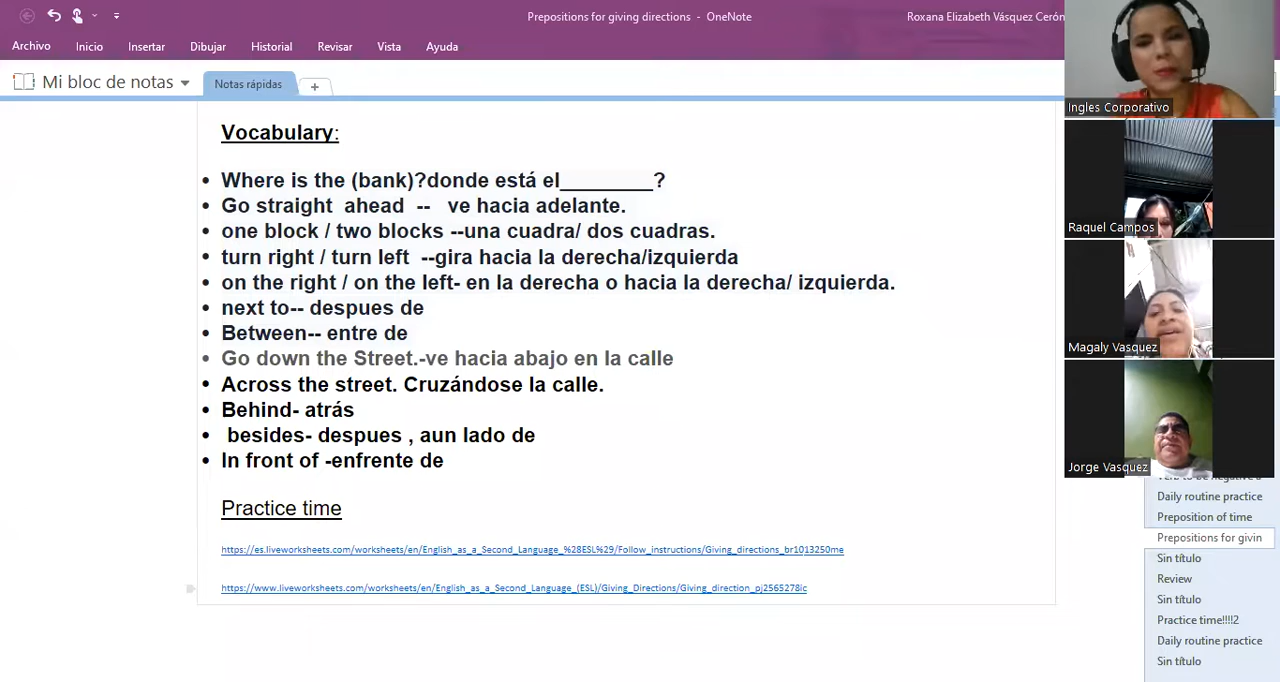 Prepositions for giving directions - OneNote
Roxana Elizabeth Vásquez Cerón
Archivo Inicio Insertar Dibujar Historial Revisar Vista Ayuda
Mi bloc de notas
Notas rápidas
+
Vocabulary:
• Where is the (bank)?donde está el________?
• Go straight ahead -- ve hacia adelante.
• one block / two blocks --una cuadra/ dos cuadras.
• turn right / turn left --gira hacia la derecha/izquierda
• on the right / on the left- en la derecha o hacia la derecha/ izquierda.
• next to-- despues de
• Between-- entre de
• Go down the Street.-ve hacia abajo en la calle
• Across the street. Cruzándose la calle.
• Behind- atrás
• besides- despues , aun lado de
• In front of -enfrente de
Practice time
https://es.liveworksheets.com/worksheets/en/English_as_a_Second_Language_%28ESL%29/Follow_instructions/Giving_directions_br1013250me
https://www.liveworksheets.com/worksheets/en/English_as_a_Second_Language_(ESL)/Giving_Directions/Giving_direction_pj2565278ic
Ingles Corporativo
Raquel Campos
Magaly Vasquez
Jorge Vasquez
Daily routine practice
Preposition of time
Prepositions for givin
Sin título
Review
Sin título
Practice time!!!!2
Daily routine practice
Sin título